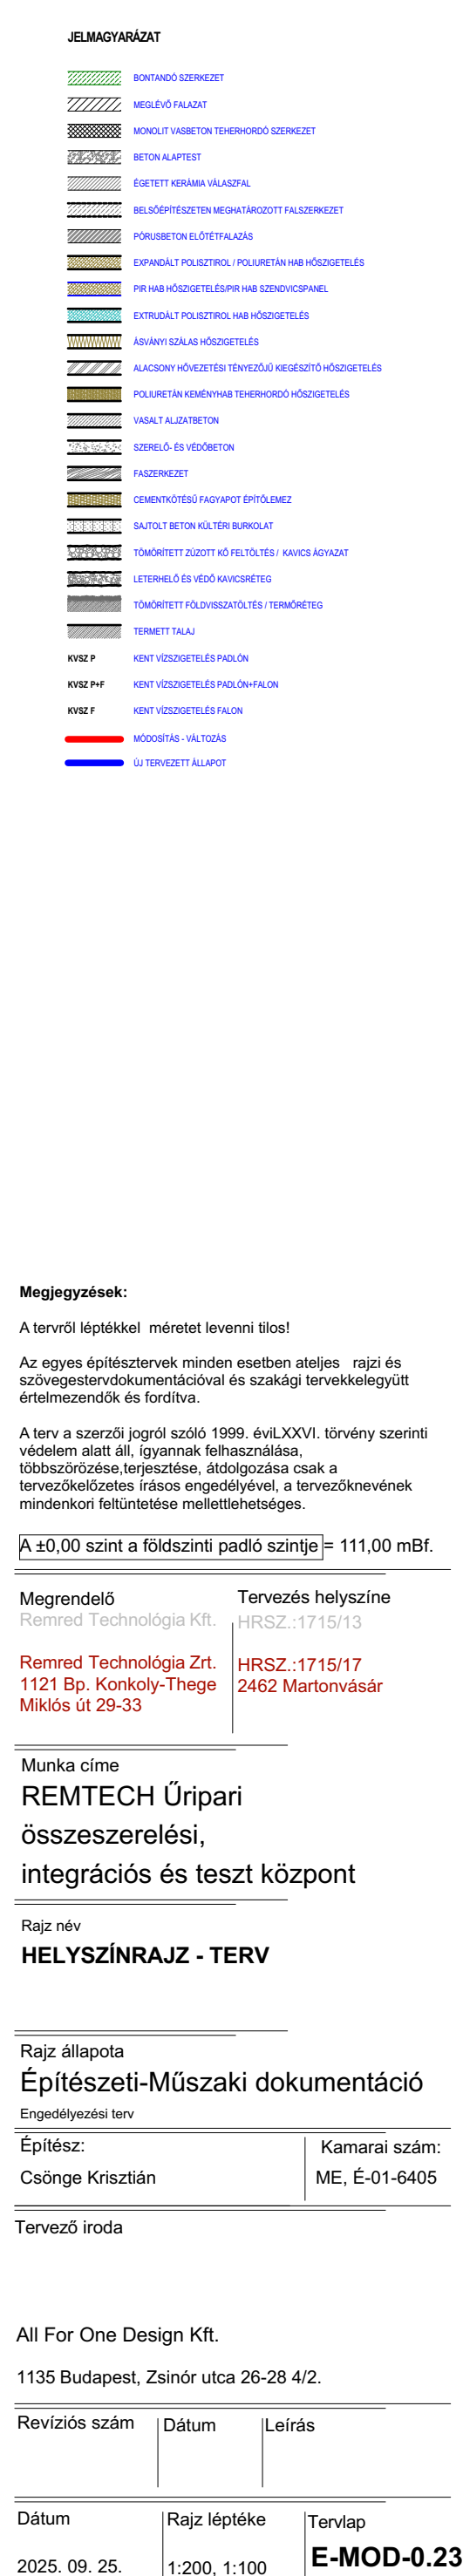 JELMAGYARÁZAT
BONTANDÓ SZERKEZET
MEGLÉVŐ FALAZAT
MONOLIT VASBETON TEHERHORDÓ SZERKEZET
BETON ALAPTEST
ÉGETETT KERÁMIA VÁLASZFAL
BELSŐÉPÍTÉSZETEN MEGHATÁROZOTT FALSZERKEZET
PÓRUSBETON ELŐTÉTFALAZÁS
EXPANDÁLT POLISZTIROL / POLIURETÁN HAB HŐSZIGETELÉS
PIR HAB HŐSZIGETELÉS/PIR HAB SZENDVICSPANEL
EXTRUDÁLT POLISZTIROL HAB HŐSZIGETELÉS
ÁSVÁNYI SZÁLAS HŐSZIGETELÉS
ALACSONY HŐVEZETÉSI TÉNYEZŐJŰ KIEGÉSZÍTŐ HŐSZIGETELÉS
POLIURETÁN KEMÉNYHAB TEHERHORDÓ HŐSZIGETELÉS
VASALT ALJZATBETON
SZERELŐ- ÉS VÉDŐBETON
FASZERKEZET
CEMENTKÖTÉSŰ FAGYAPOT ÉPÍTŐLEMEZ
SAJTOLT BETON KÜLTÉRI BURKOLAT
TÖMÖRÍTETT ZÚZOTT KŐ FELTÖLTÉS / KAVICS ÁGYAZAT
LETERHELŐ ÉS VÉDŐ KAVICSRÉTEG
TÖMÖRÍTETT FÖLDVISSZATÖLTÉS / TERMŐRÉTEG
TERMETT TALAJ
KVSZ P KENT VÍZSZIGETELÉS PADLÓN
KVSZ P+F KENT VÍZSZIGETELÉS PADLÓN+FALON
KVSZ F KENT VÍZSZIGETELÉS FALON
MÓDOSÍTÁS - VÁLTOZÁS
ÚJ TERVEZETT ÁLLAPOT
Megjegyzések:
A tervről léptékkel méretet levenni tilos!
Az egyes építésztervek minden esetben ateljes rajzi és
szövegestervdokumentációval és szakági tervekkelegyütt
értelmezendők és fordítva.
A terv a szerzői jogról szóló 1999. éviLXXVI. törvény szerinti
védelem alatt áll, ígyannak felhasználása,
többszörözése,terjesztése, átdolgozása csak a
tervezőkelőzetes írásos engedélyével, a tervezőknevének
mindenkori feltüntetése mellettlehetséges.
A ±0,00 szint a földszinti padló szintje = 111,00 mBf.
Megrendelő
Remred Technológia Kft.
Remred Technológia Zrt.
1121 Bp. Konkoly-Thege
Miklós út 29-33
Tervezés helyszíne
HRSZ.:1715/13
HRSZ.:1715/17
2462 Martonvásár
Munka címe
REMTECH Űripari
összeszerelési,
integrációs és teszt központ
Rajz név
HELYSZÍNRAJZ - TERV
Rajz állapota
Építészeti-Műszaki dokumentáció
Engedélyezési terv
Építész:
Csönge Krisztián
Kamarai szám:
ME, É-01-6405
Tervező iroda
All For One Design Kft.
1135 Budapest, Zsinór utca 26-28 4/2.
Revíziós szám Dátum Leírás
Dátum
2025. 09. 25.
Rajz léptéke
1:200, 1:100
Tervlap
E-MOD-0.23